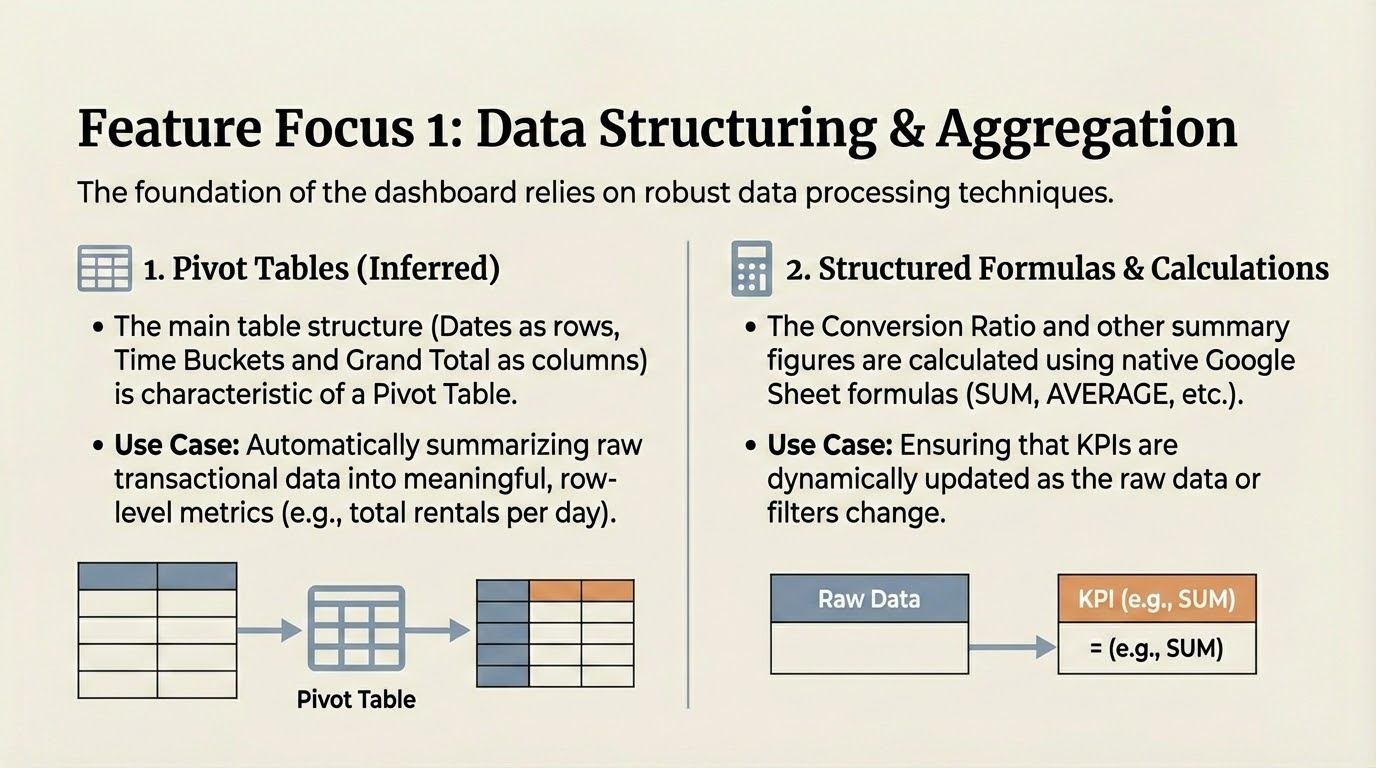 Feature Focus 1: Data Structuring & Aggregation
The foundation of the dashboard relies on robust data processing techniques.
1. Pivot Tables (Inferred)
• The main table structure (Dates as rows,
Time Buckets and Grand Total as columns)
is characteristic of a Pivot Table.
• Use Case: Automatically summarizing raw
transactional data into meaningful, row-
level metrics (e.g., total rentals per day).
Pivot Table
2. Structured Formulas & Calculations
• The Conversion Ratio and other summary
figures are calculated using native Google
Sheet formulas (SUM, AVERAGE, etc.).
• Use Case: Ensuring that KPIs are
dynamically updated as the raw data or
filters change.
Raw Data
KPI (e.g., SUM)
= (e.g., SUM)